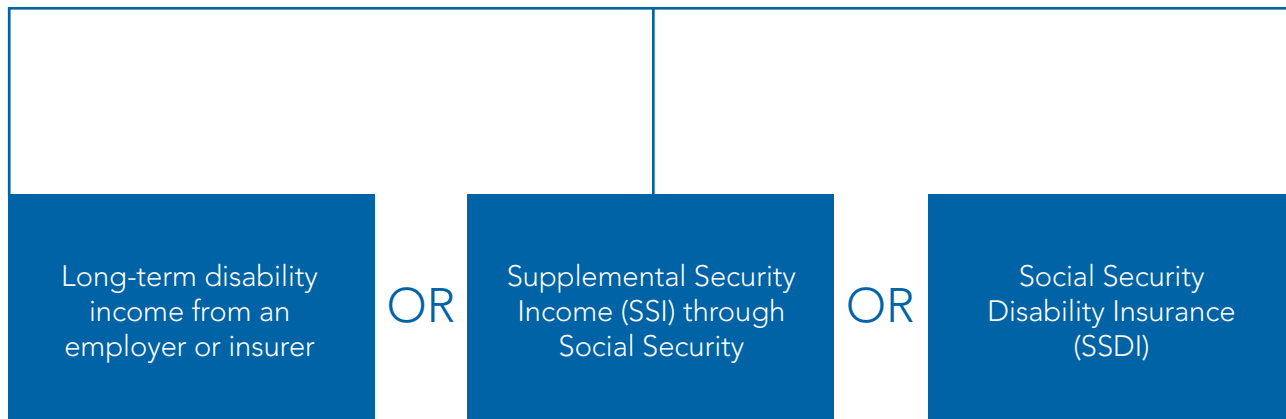 Long-term disability
income from an
employer or insurer
OR
Supplemental Security
Income (SSI) through
Social Security
OR
Social Security
Disability Insurance
(SSDI)